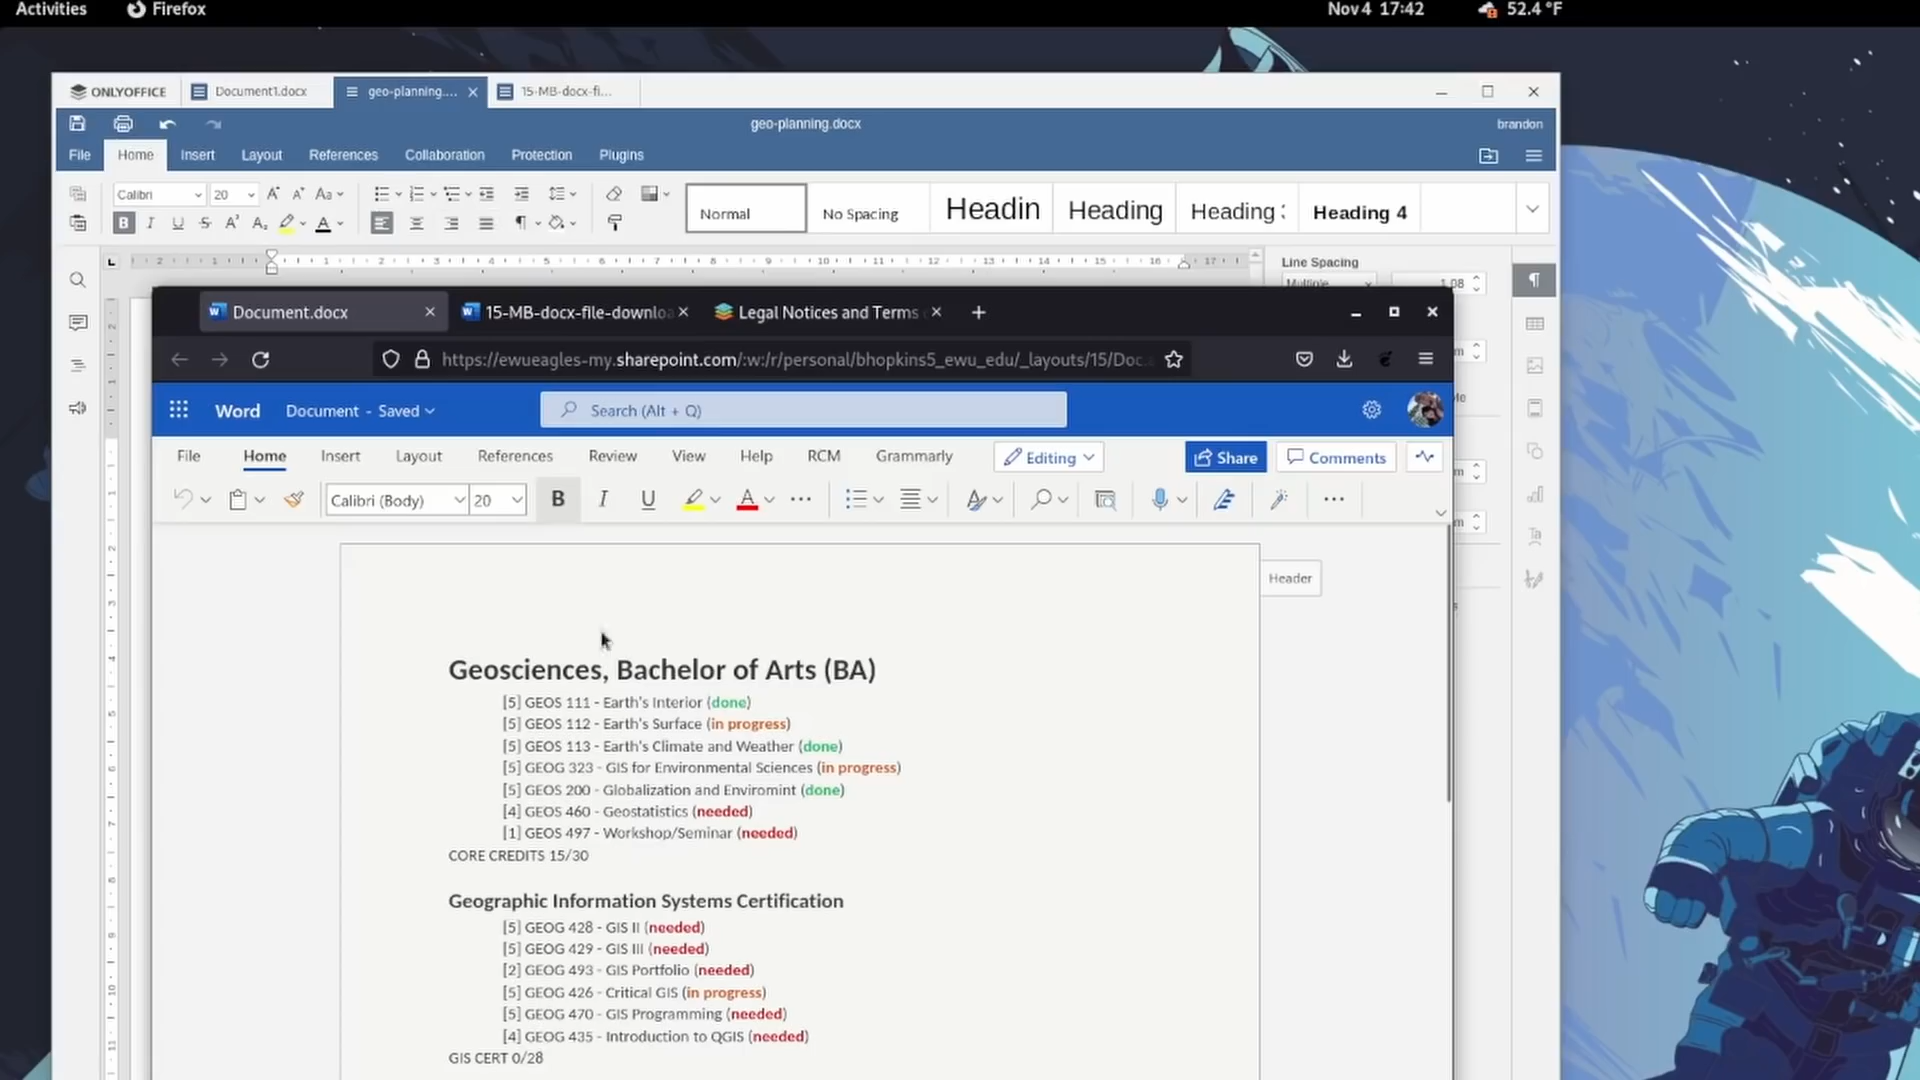 Activities Firefox Nov 4 17:42 52.4 °F
ONLYOFFICE Document1.docx geo-planning.... 15-MB-docx-fi...
geo-planning.docx brandon
File Home Insert Layout References Collaboration Protection Plugins
Calibri 20 Aa Normal No Spacing Headin Heading Heading Heading 4
Line Spacing
Multiple 1.08
Document.docx 15-MB-docx-file-downloa Legal Notices and Terms
https://ewueagles-my.sharepoint.com/:w:/r/personal/bhopkins5_ewu_edu/_layouts/15/Doc.
Word Document - Saved Search (Alt + Q)
File Home Insert Layout References Review View Help RCM Grammarly Editing Share Comments
Calibri (Body) 20 B I U A
Header
Geosciences, Bachelor of Arts (BA)
[5] GEOS 111 - Earth's Interior (done)
[5] GEOS 112 - Earth's Surface (in progress)
[5] GEOS 113 - Earth's Climate and Weather (done)
[5] GEOG 323 - GIS for Environmental Sciences (in progress)
[5] GEOS 200 - Globalization and Enviromint (done)
[4] GEOS 460 - Geostatistics (needed)
[1] GEOS 497 - Workshop/Seminar (needed)
CORE CREDITS 15/30
Geographic Information Systems Certification
[5] GEOG 428 - GIS II (needed)
[5] GEOG 429 - GIS III (needed)
[2] GEOG 493 - GIS Portfolio (needed)
[5] GEOG 426 - Critical GIS (in progress)
[5] GEOG 470 - GIS Programming (needed)
[4] GEOG 435 - Introduction to QGIS (needed)
GIS CERT 0/28